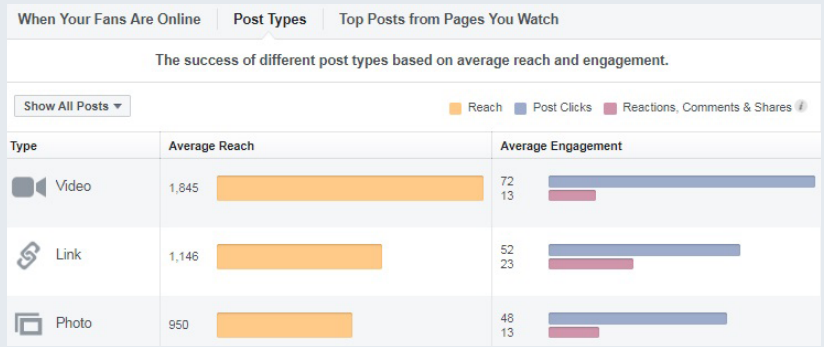 When Your Fans Are Online Post Types Top Posts from Pages You Watch
The success of different post types based on average reach and engagement.
Show All Posts Reach Post Clicks Reactions, Comments & Shares i
Type Average Reach Average Engagement
Video 1,845 72
13
Link 1,146 52
23
Photo 950 48
13